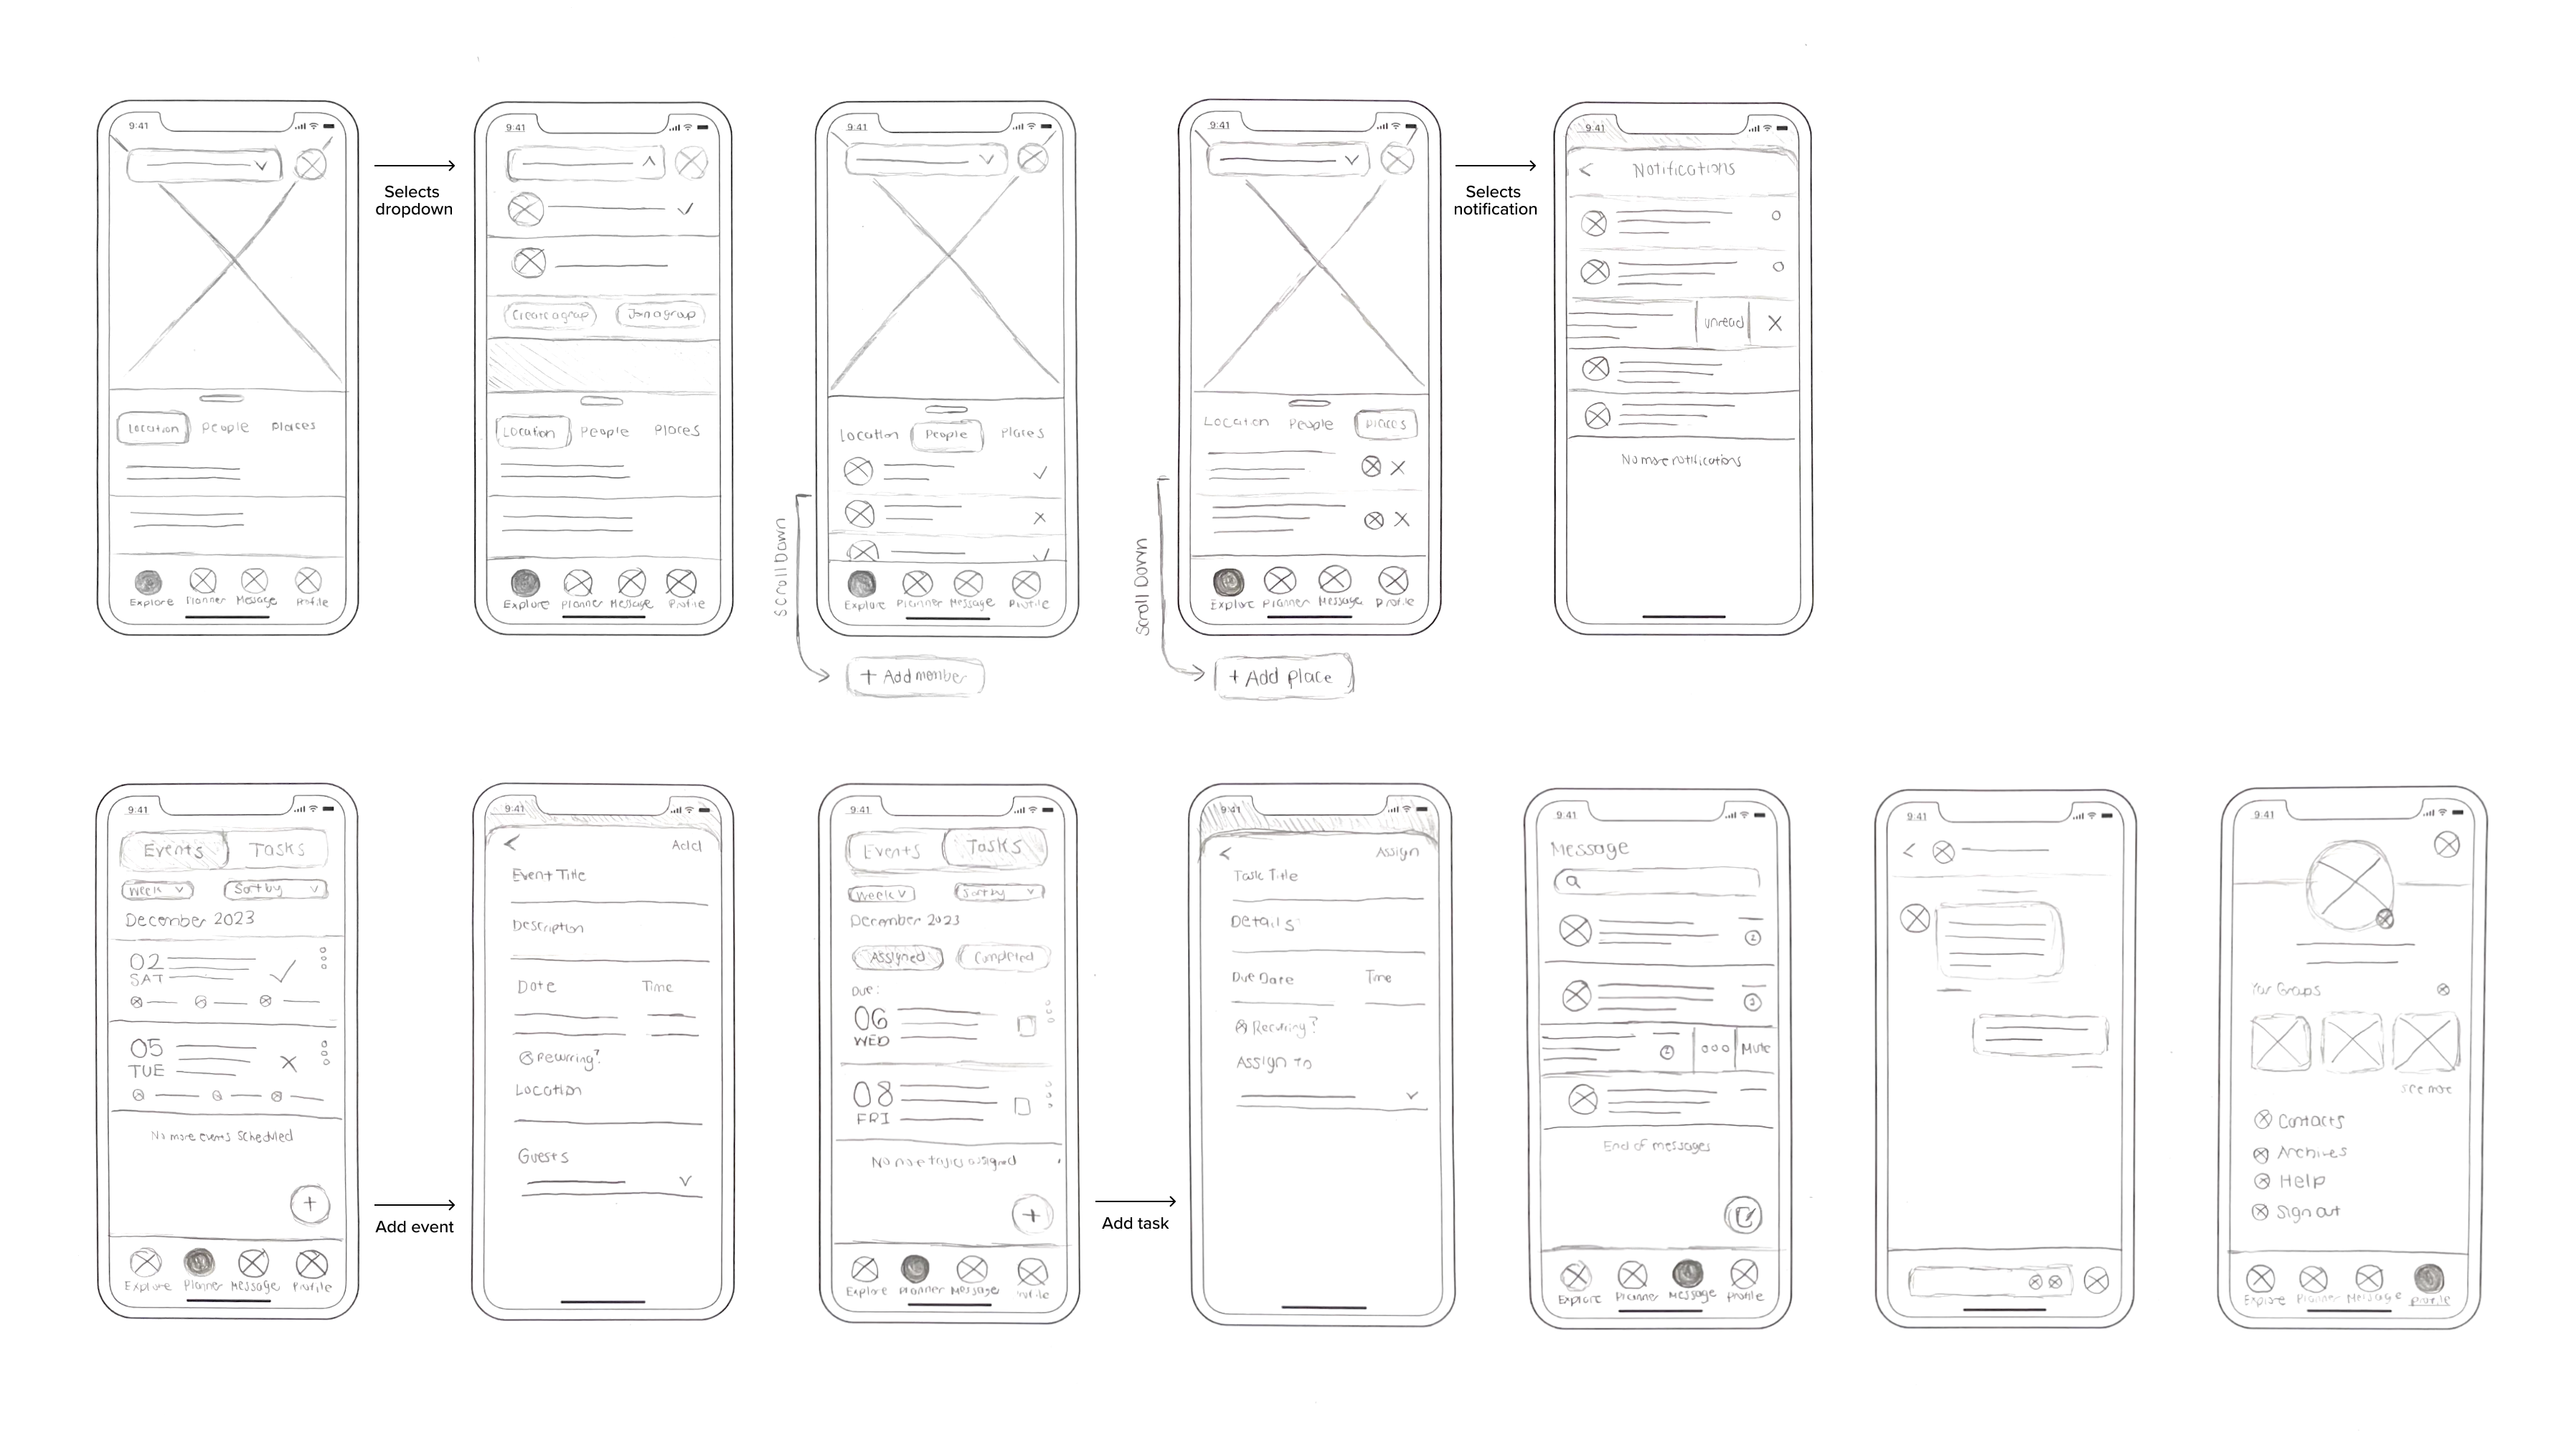 9:41
Location People Places
Explore Planner Message Profile
Selects
dropdown
9:41
Create a group Join a group
Location People Places
Explore Planner Message Profile
9:41
Location People Places
Explore Planner Message Profile
Scroll Down
+ Add member
9:41
Location People Places
Explore Planner Message Profile
Scroll Down
+ Add place
Selects
notification
9:41
< Notifications
unread X
No more notifications
9:41
Events Tasks
Week Sort by
December 2023
02
SAT
05
TUE
No more events scheduled
+
Explore Planner Message Profile
Add event
9:41
< Add
Event Title
Description
Date Time
Recurring?
Location
Guests
9:41
Events Tasks
Week Sort by
December 2023
Assigned Completed
Due:
06
WED
08
FRI
No more tasks assigned
+
Explore Planner Message Profile
Add task
9:41
< Assign
Task Title
Details
Due Date Time
Recurring?
Assign to
9:41
Message
ooo Mute
End of messages
Explore Planner Message Profile
9:41
<
9:41
Your Groups
see more
Contacts
Archives
Help
Sign out
Explore Planner Message Profile